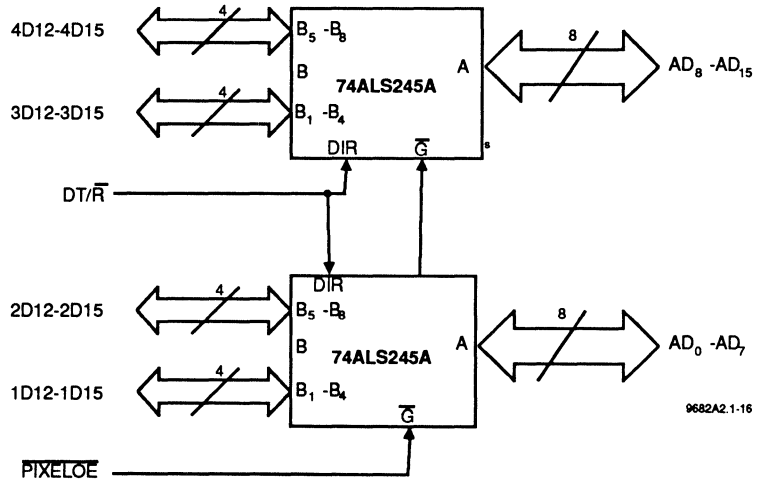 4D12-4D15
4
B₅ -B₈
B
A
74ALS245A
8
AD₈ -AD₁₅
3D12-3D15
4
B₁ -B₄
DIR
G̅
s
DT/R̅
2D12-2D15
4
DIR
B₅ -B₈
B
A
74ALS245A
8
AD₀ -AD₇
1D12-1D15
4
B₁ -B₄
G̅
9682A2.1-16
P̅I̅X̅E̅L̅O̅E̅